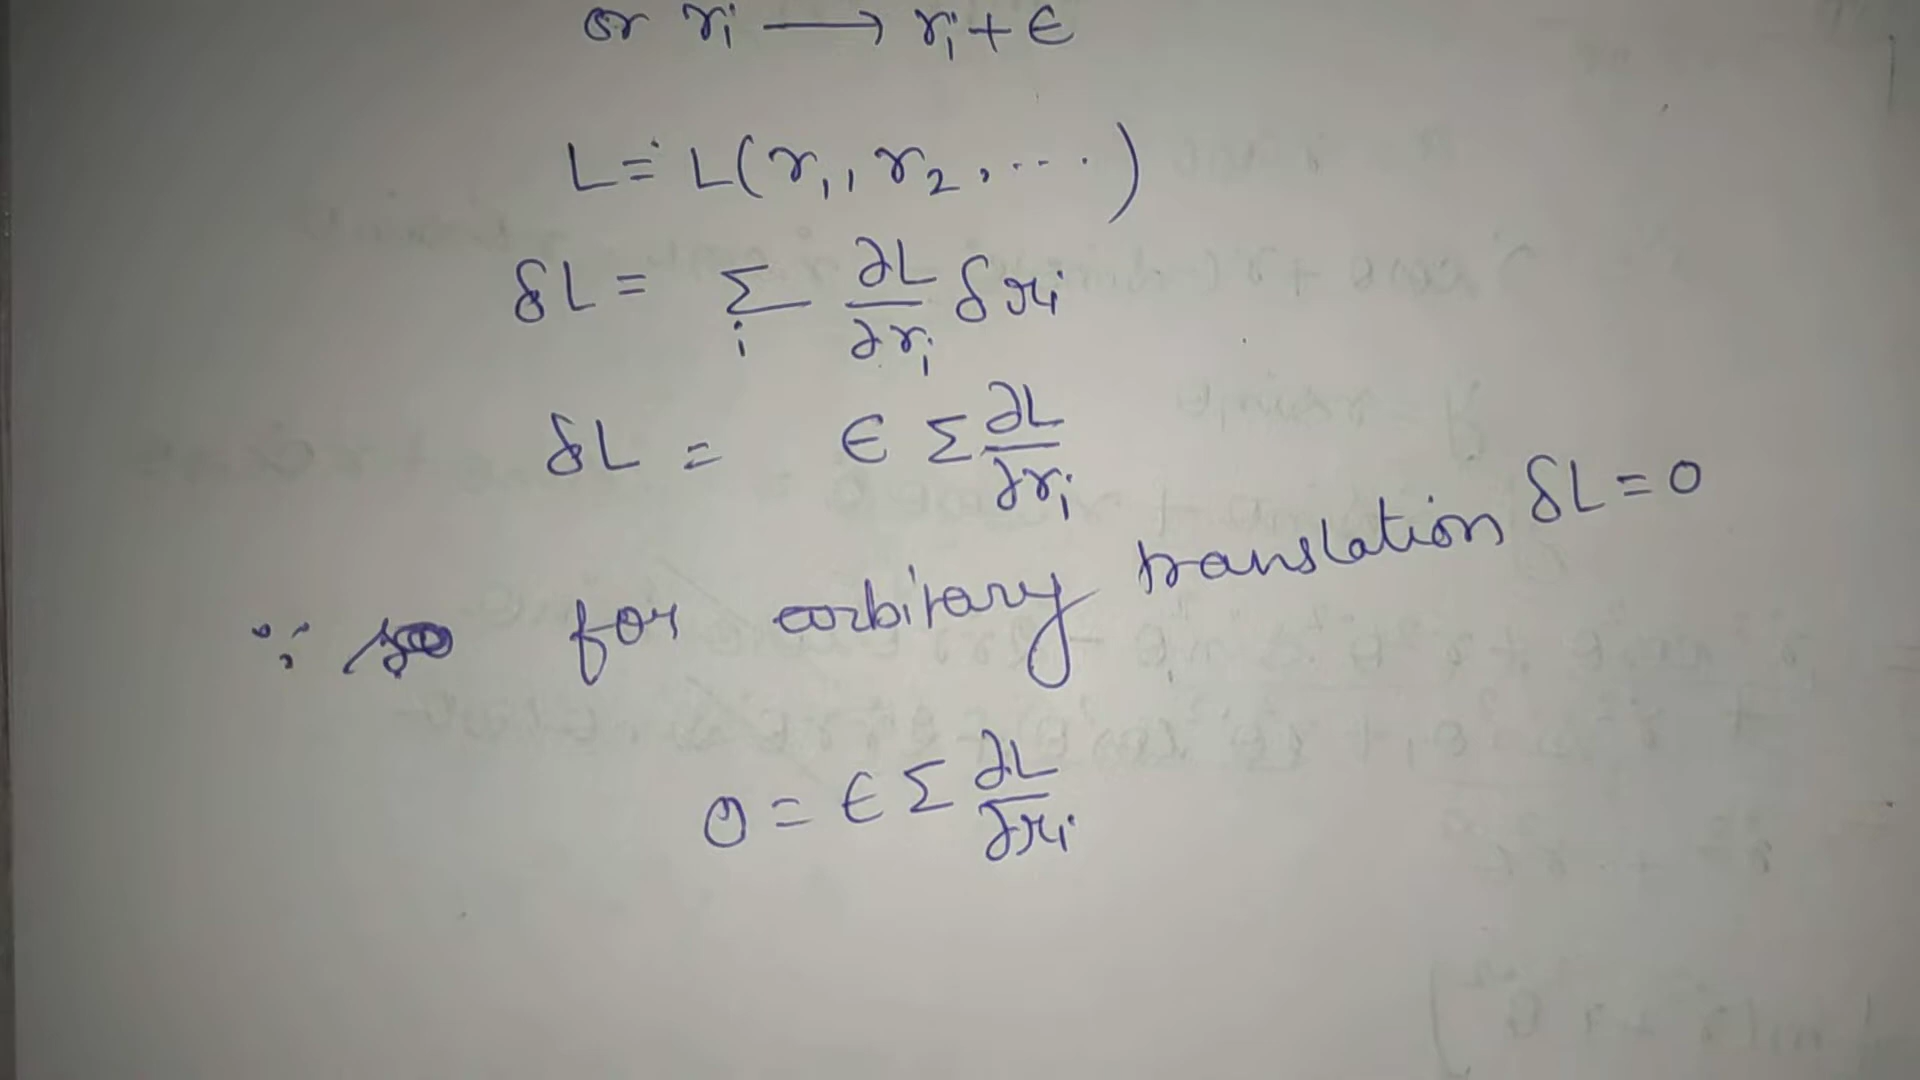 or rᵢ ⟶ rᵢ + ∈
L = L(r₁, r₂, ....)
δL = Σᵢ ∂L/∂rᵢ δrᵢ
δL = ∈ Σ ∂L/∂rᵢ
∵ for arbitrary translation δL = 0
0 = ∈ Σ ∂L/∂rᵢ